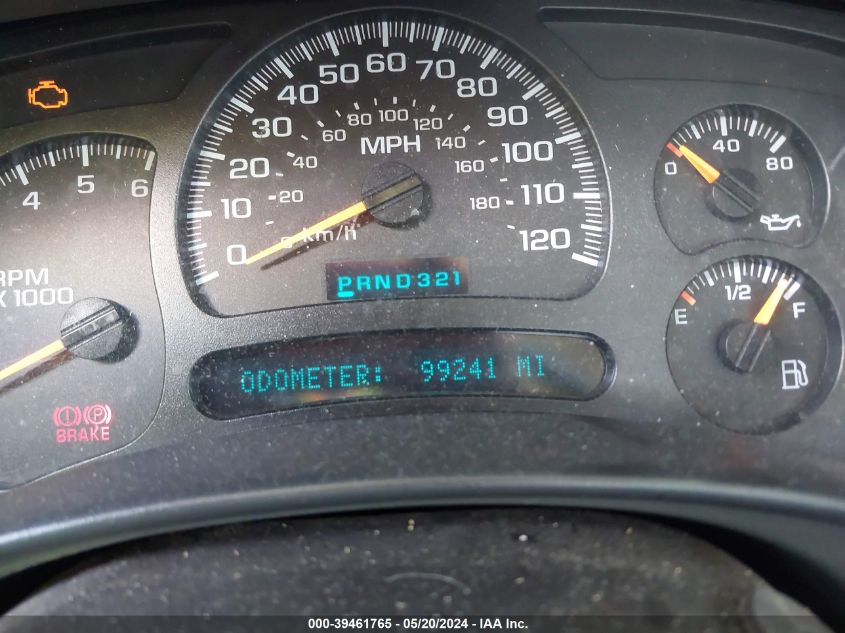 4 5 6
RPM
X 1000
BRAKE
P
0 10 20 30 40 50 60 70 80 90 100 110 120
20 40 60 80 100 120 140 160 180
MPH
0 km/h
PRND321
ODOMETER: 99241 MI
0 40 80
E 1/2 F
000-39461765 - 05/20/2024 - IAA Inc.